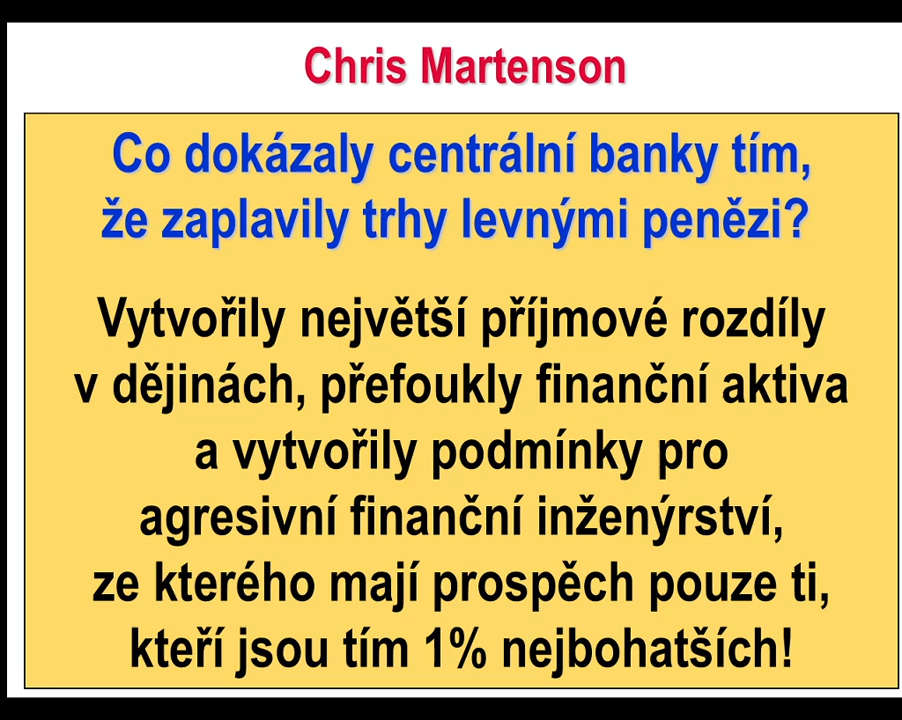 Chris Martenson
Co dokázaly centrální banky tím,
že zaplavily trhy levnými penězi?
Vytvořily největší příjmové rozdíly
v dějinách, přefoukly finanční aktiva
a vytvořily podmínky pro
agresivní finanční inženýrství,
ze kterého mají prospěch pouze ti,
kteří jsou tím 1% nejbohatších!